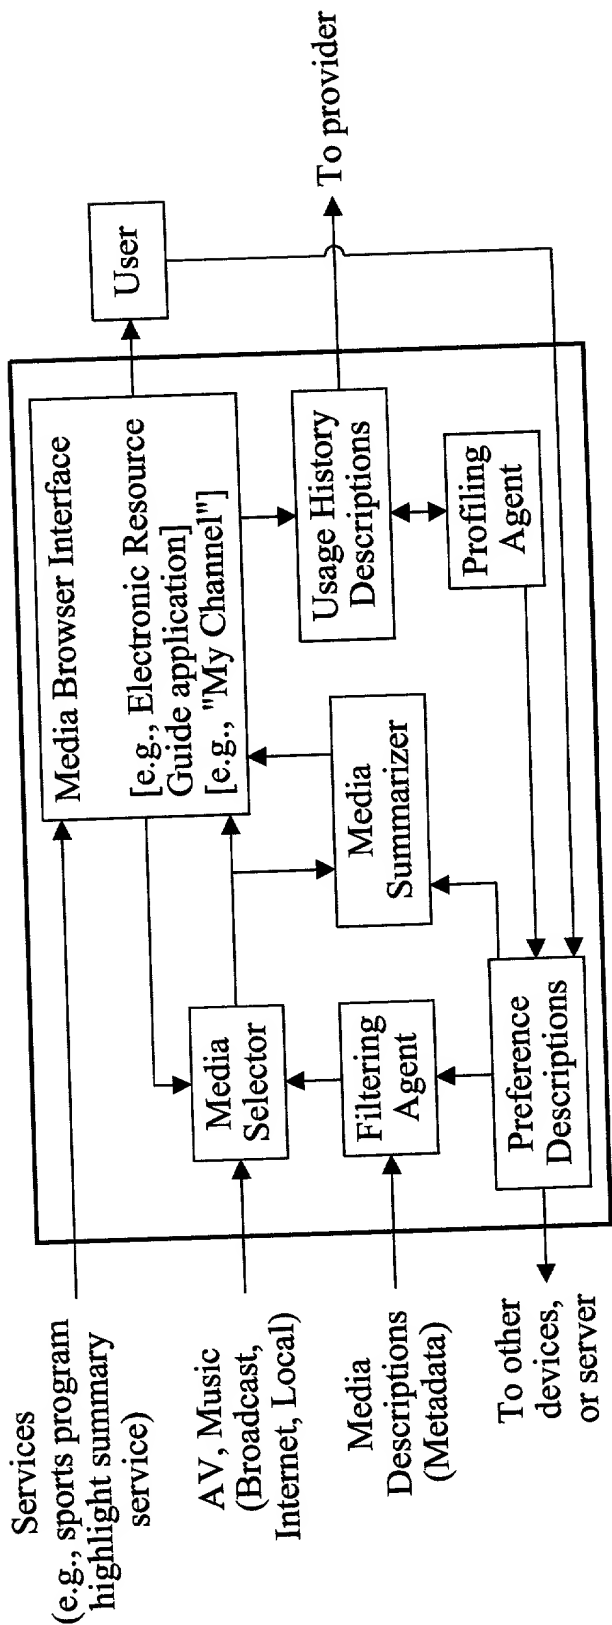 Services
(e.g., sports program
highlight summary
service)
AV, Music
(Broadcast,
Internet, Local)
Media
Descriptions
(Metadata)
To other
devices,
or server
Media
Selector
Filtering
Agent
Preference
Descriptions
Media
Summarizer
Media Browser Interface
[e.g., Electronic Resource
Guide application]
[e.g., "My Channel"]
Usage History
Descriptions
Profiling
Agent
User
To provider